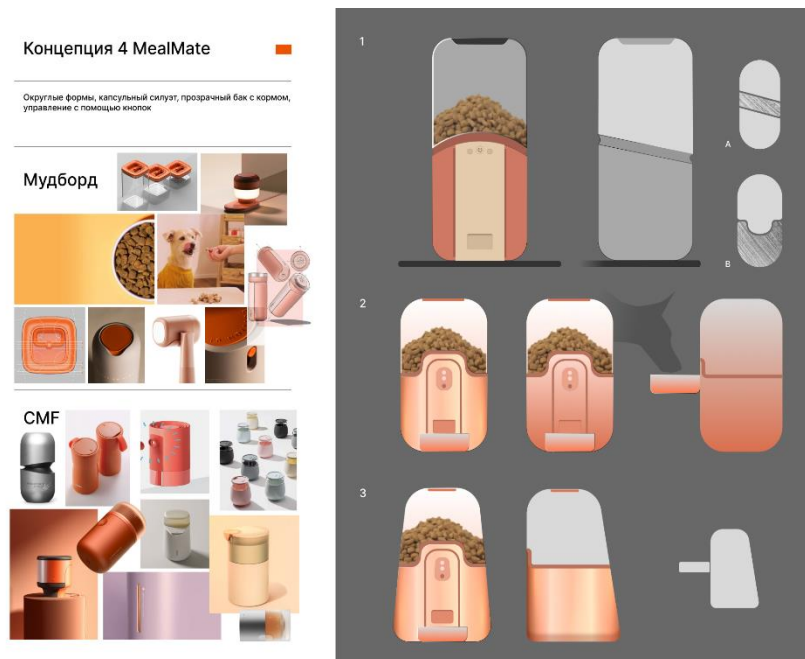 Концепция 4 MealMate
Округлые формы, капсульный силуэт, прозрачный бак с кормом,
управление с помощью кнопок
Мудборд
CMF
1
A
B
2
3